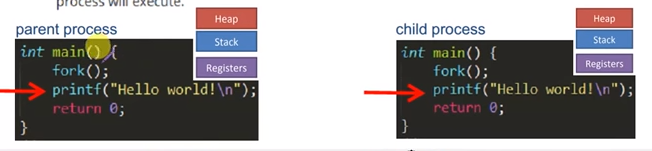 process will execute.
parent process
Heap
Stack
Registers
int main() {
fork();
printf("Hello world!\n");
return 0;
}
child process
Heap
Stack
Registers
int main() {
fork();
printf("Hello world!\n");
return 0;
}